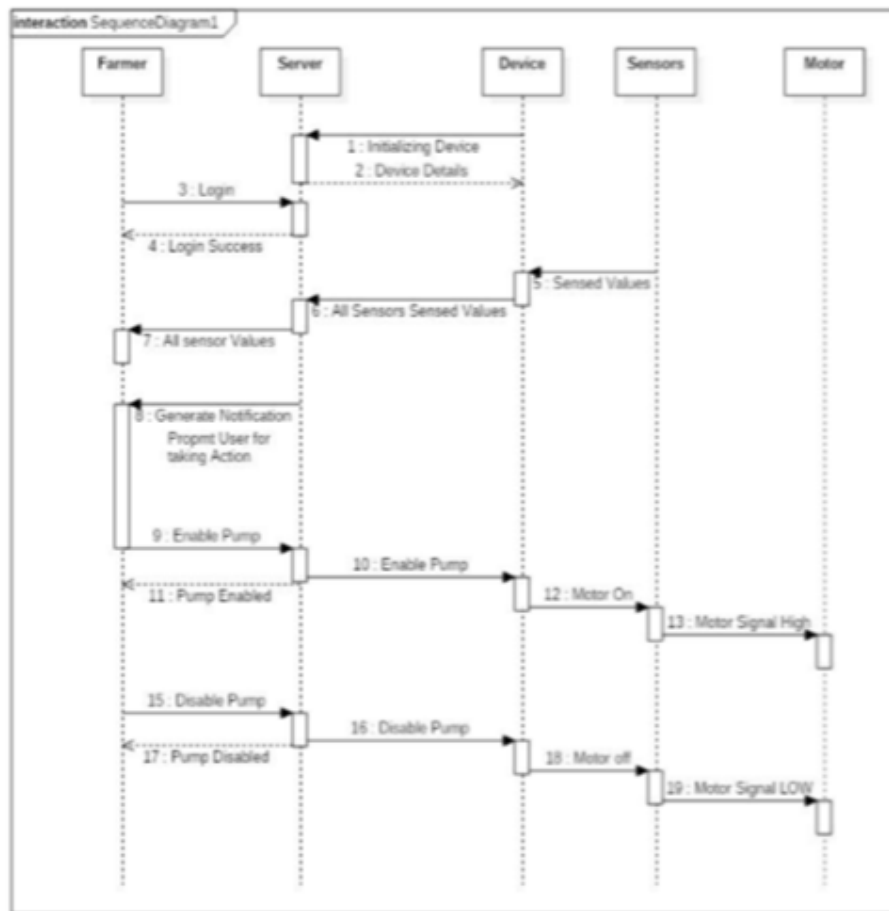 interaction SequenceDiagram1
Farmer
Server
Device
Sensors
Motor
1 : Initializing Device
2 : Device Details
3 : Login
4 : Login Success
5 : Sensed Values
6 : All Sensors Sensed Values
7 : All sensor Values
8 : Generate Notification
Propmt User for
taking Action
9 : Enable Pump
10 : Enable Pump
11 : Pump Enabled
12 : Motor On
13 : Motor Signal High
15 : Disable Pump
16 : Disable Pump
17 : Pump Disabled
18 : Motor off
19 : Motor Signal LOW